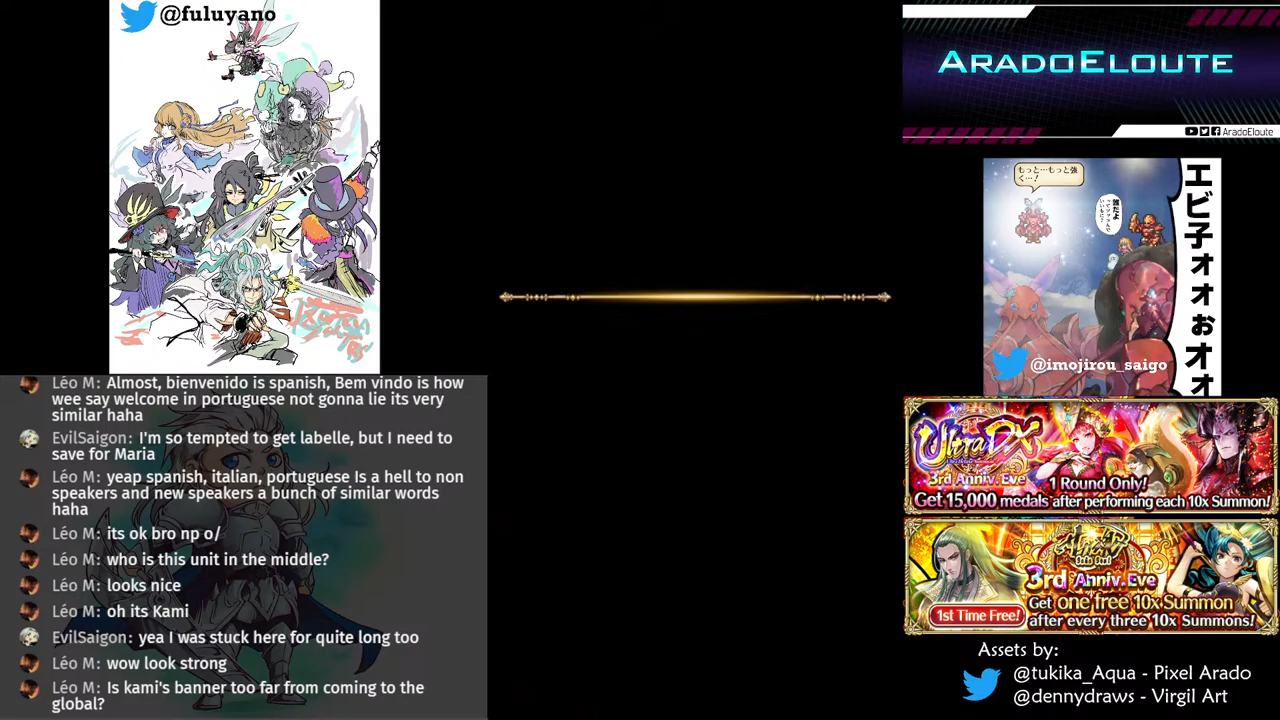 @fuluyano
ARADOELOUTE
AradoEloute
もっと…もっと強
く…!
誰だよ
エビ子ォォぉオオ
@imojirou_saigo
Léo M: Almost, bienvenido is spanish, Bem vindo is how
wee say welcome in portuguese not gonna lie its very
similar haha
EvilSaigon: I'm so tempted to get labelle, but I need to
save for Maria
Léo M: yeap spanish, italian, portuguese Is a hell to non
speakers and new speakers a bunch of similar words
haha
Léo M: its ok bro np o/
Léo M: who is this unit in the middle?
Léo M: looks nice
Léo M: oh its Kami
EvilSaigon: yea I was stuck here for quite long too
Léo M: wow look strong
Léo M: Is kami's banner too far from coming to the
global?
Ultra DX
3rd Anniv. Eve
1 Round Only!
Get 15,000 medals after performing each 10x Summon!
3rd Anniv. Eve
Get one free 10x Summon
1st Time Free!
after every three 10x Summons!
Assets by:
@tukika_Aqua - Pixel Arado
@dennydraws - Virgil Art